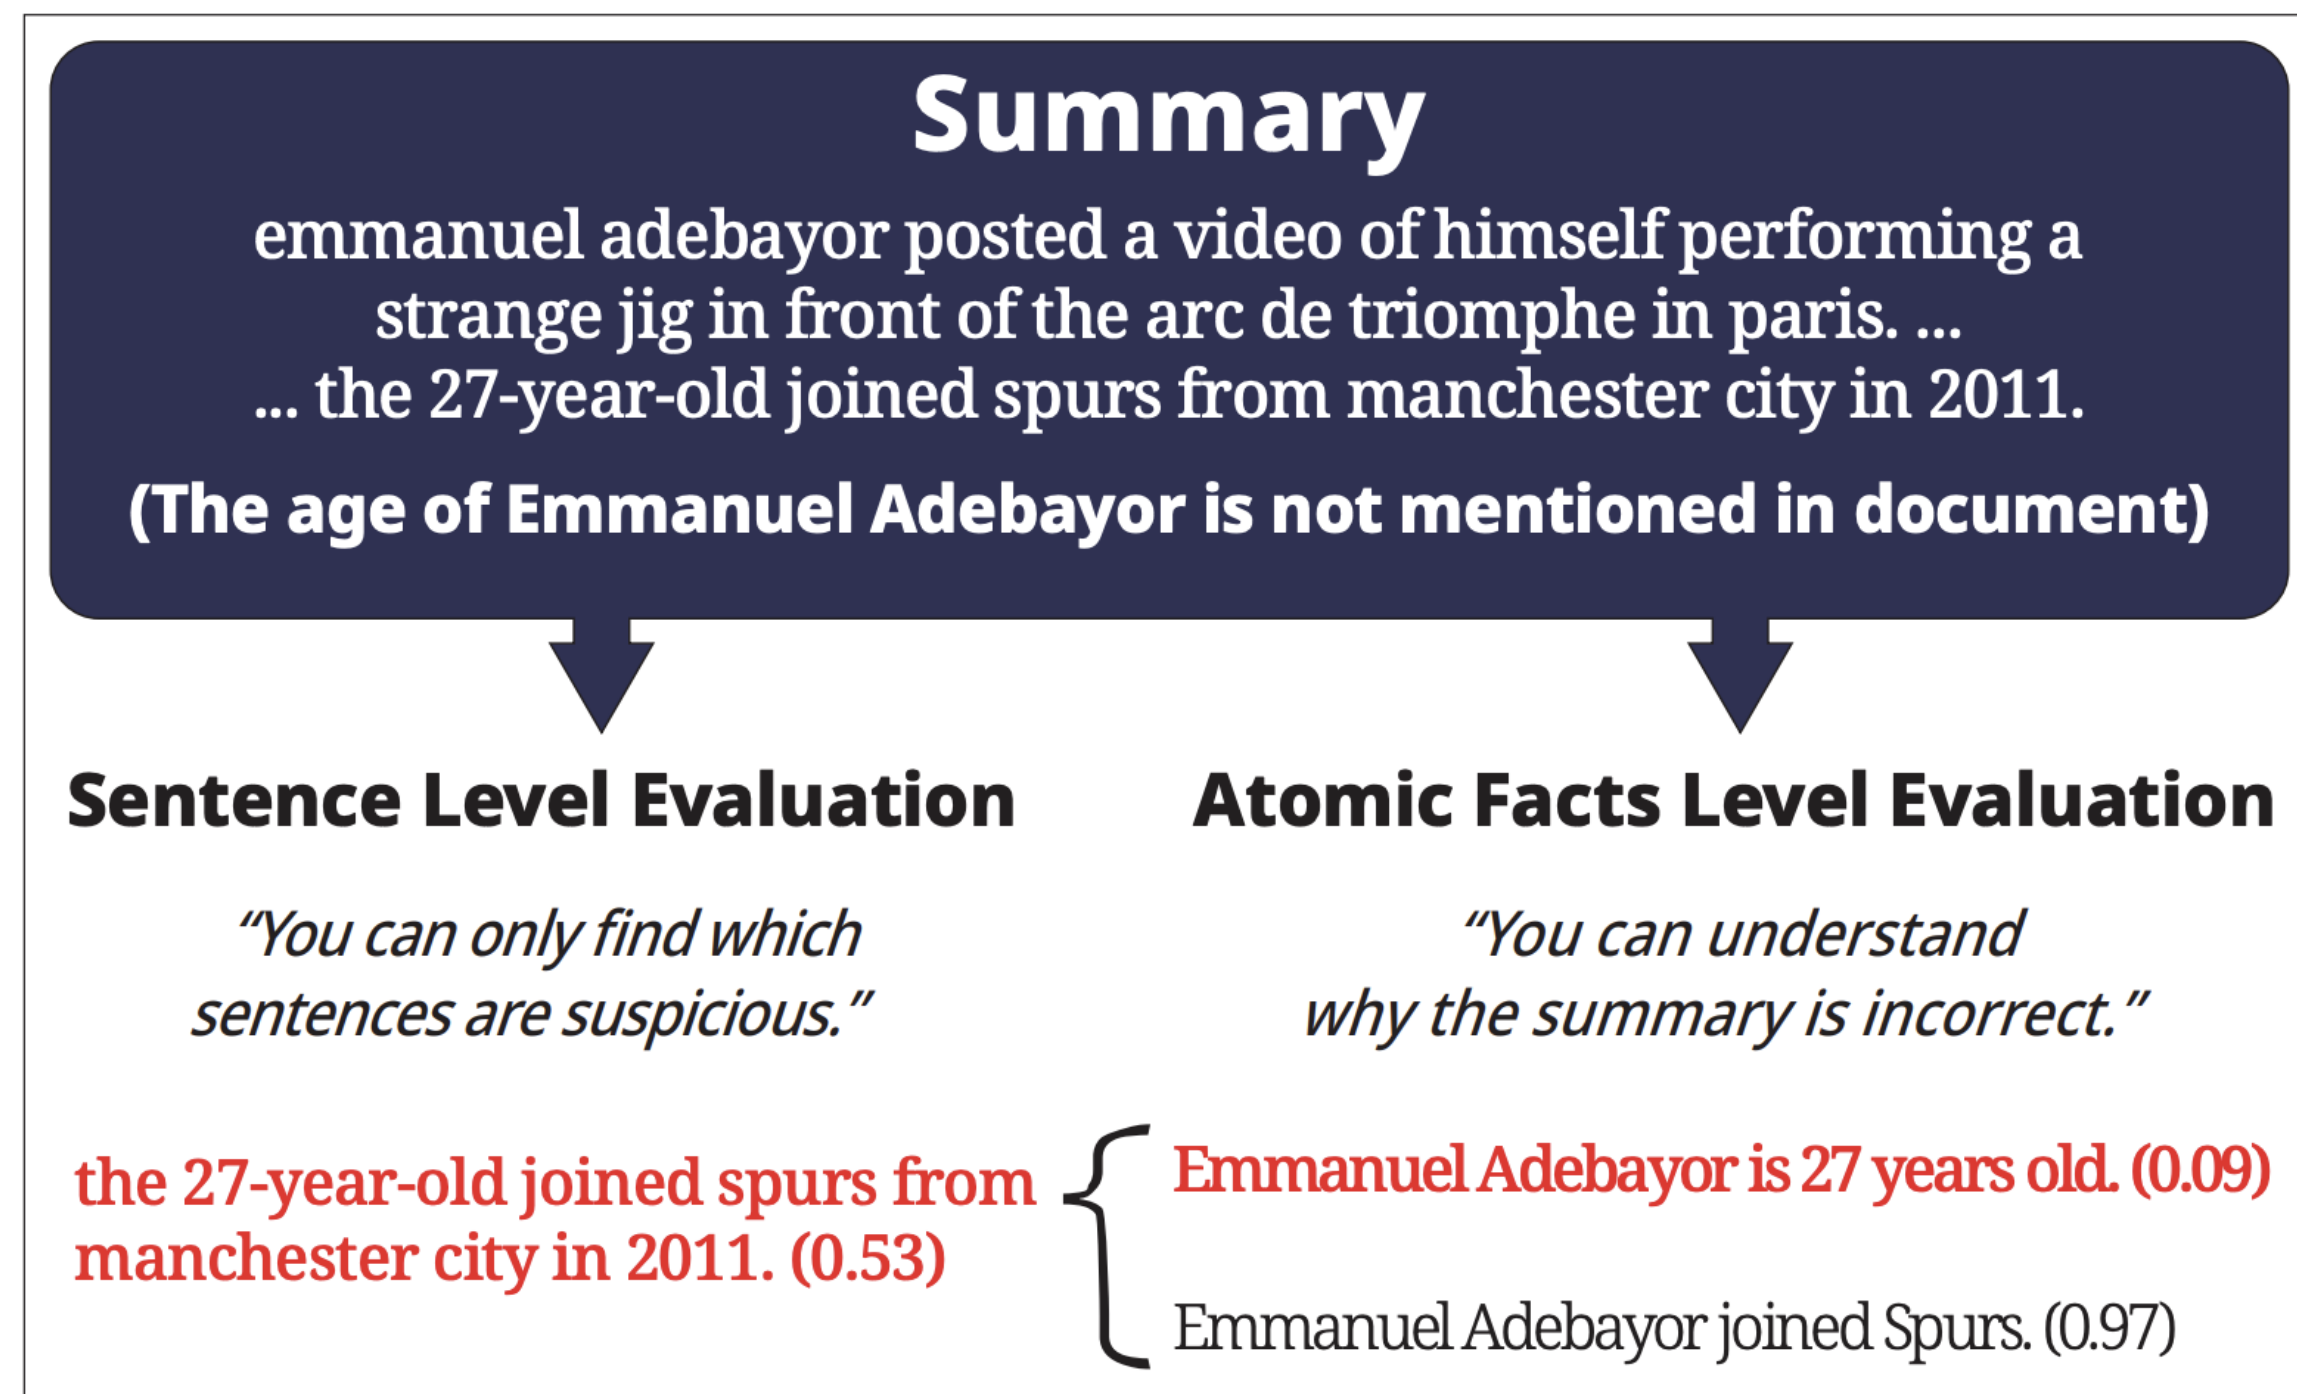 Summary
emmanuel adebayor posted a video of himself performing a
strange jig in front of the arc de triomphe in paris. ...
... the 27-year-old joined spurs from manchester city in 2011.
(The age of Emmanuel Adebayor is not mentioned in document)
Sentence Level Evaluation
“You can only find which
sentences are suspicious.”
the 27-year-old joined spurs from
manchester city in 2011. (0.53)
Atomic Facts Level Evaluation
“You can understand
why the summary is incorrect.”
Emmanuel Adebayor is 27 years old. (0.09)
Emmanuel Adebayor joined Spurs. (0.97)